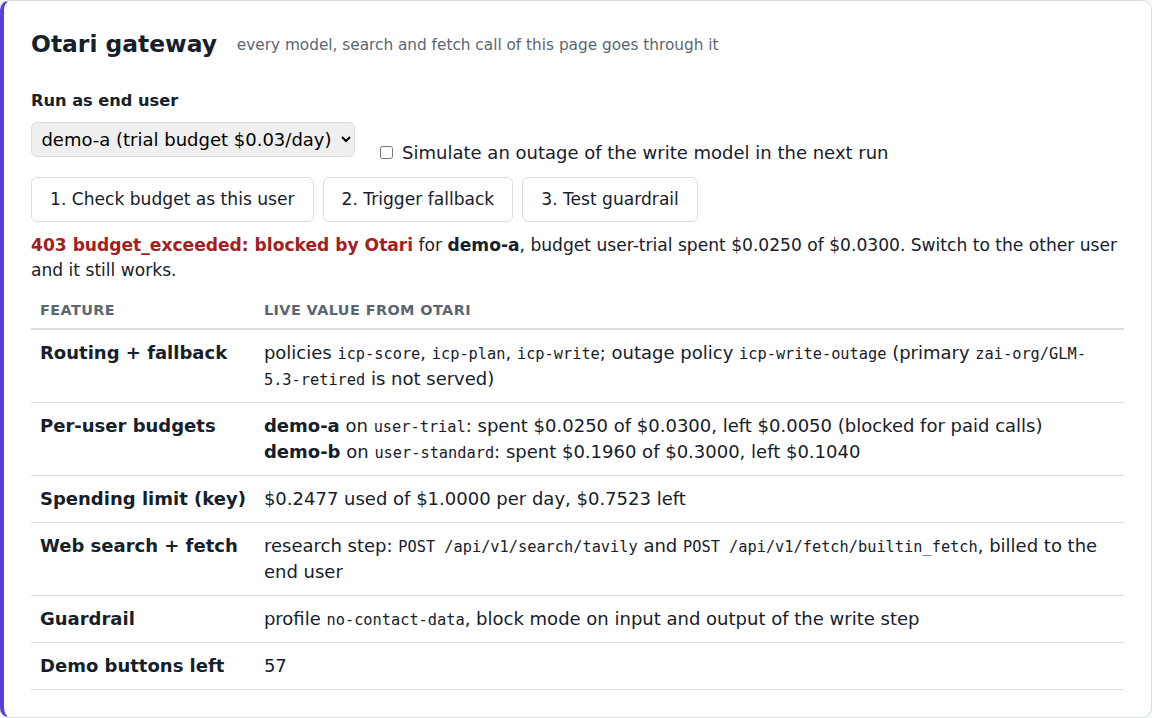 Otari gateway every model, search and fetch call of this page goes through it
Run as end user
demo-a (trial budget $0.03/day)
Simulate an outage of the write model in the next run
1. Check budget as this user
2. Trigger fallback
3. Test guardrail
403 budget_exceeded: blocked by Otari for demo-a, budget user-trial spent $0.0250 of $0.0300. Switch to the other user
and it still works.
FEATURE LIVE VALUE FROM OTARI
Routing + fallback policies icp-score, icp-plan, icp-write; outage policy icp-write-outage (primary zai-org/GLM-
5.3-retired is not served)
Per-user budgets demo-a on user-trial: spent $0.0250 of $0.0300, left $0.0050 (blocked for paid calls)
demo-b on user-standard: spent $0.1960 of $0.3000, left $0.1040
Spending limit (key) $0.2477 used of $1.0000 per day, $0.7523 left
Web search + fetch research step: POST /api/v1/search/tavily and POST /api/v1/fetch/builtin_fetch, billed to the
end user
Guardrail profile no-contact-data, block mode on input and output of the write step
Demo buttons left 57